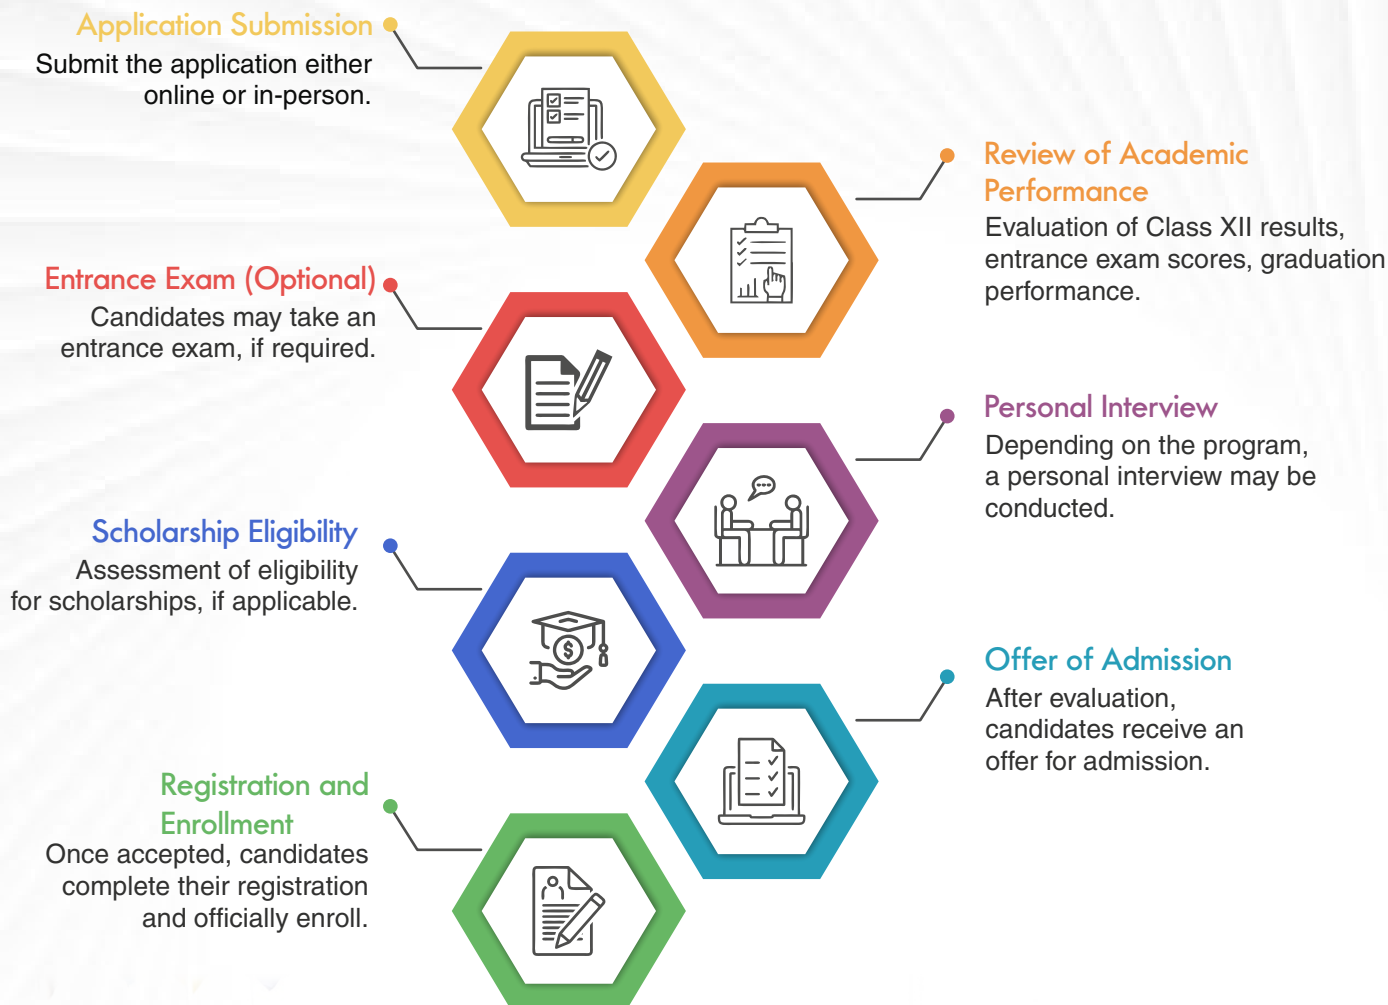 Application Submission
Submit the application either
online or in-person.
Review of Academic
Performance
Evaluation of Class XII results,
entrance exam scores, graduation
performance.
Entrance Exam (Optional)
Candidates may take an
entrance exam, if required.
Personal Interview
Depending on the program,
a personal interview may be
conducted.
Scholarship Eligibility
Assessment of eligibility
for scholarships, if applicable.
$
Offer of Admission
After evaluation,
candidates receive an
offer for admission.
Registration and
Enrollment
Once accepted, candidates
complete their registration
and officially enroll.